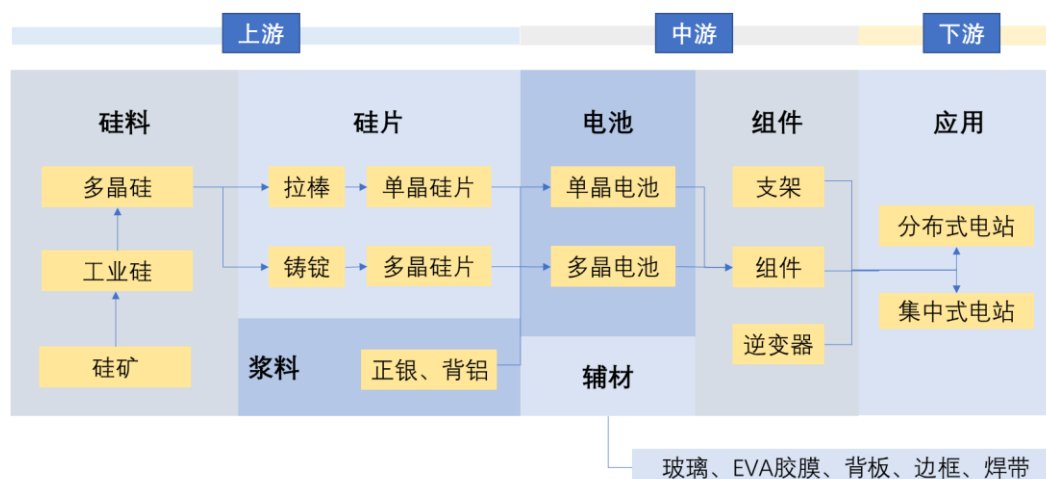 上游
中游
下游
硅料
硅片
电池
组件
应用
多晶硅
拉棒
单晶硅片
单晶电池
支架
分布式电站
工业硅
铸锭
多晶硅片
多晶电池
组件
集中式电站
硅矿
浆料
正银、背铝
辅材
逆变器
玻璃、EVA胶膜、背板、边框、焊带